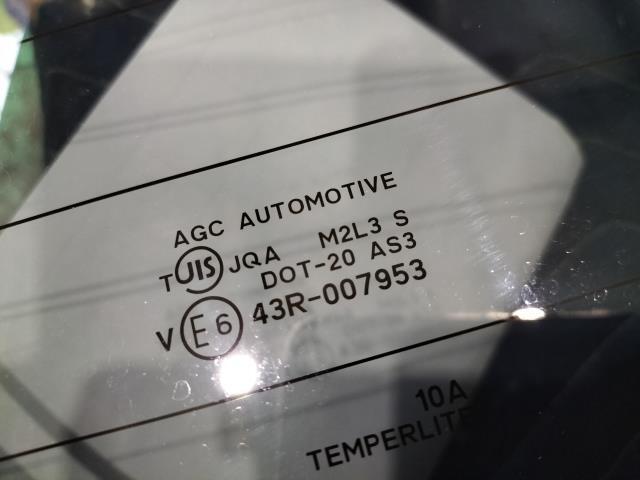 AGC AUTOMOTIVE
T JIS JQA M2L3 S
DOT-20 AS3
V E6 43R-007953
10A
TEMPERLITE